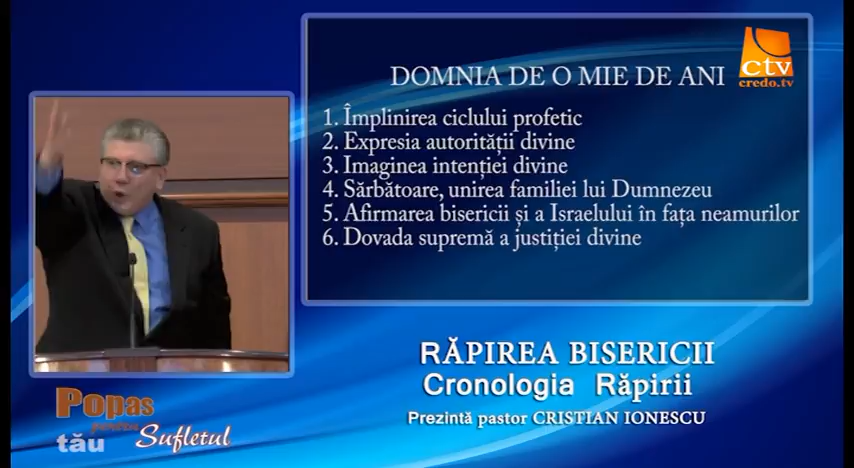 DOMNIA DE O MIE DE ANI
1. Împlinirea ciclului profetic
2. Expresia autorității divine
3. Imaginea intenției divine
4. Sărbătoare, unirea familiei lui Dumnezeu
5. Afirmarea bisericii și a Israelului în fața neamurilor
6. Dovada supremă a justiției divine
ctv
credo.tv
RĂPIREA BISERICII
Cronologia Răpirii
Prezintă pastor CRISTIAN IONESCU
Popas
pentru
Sufletul
tău